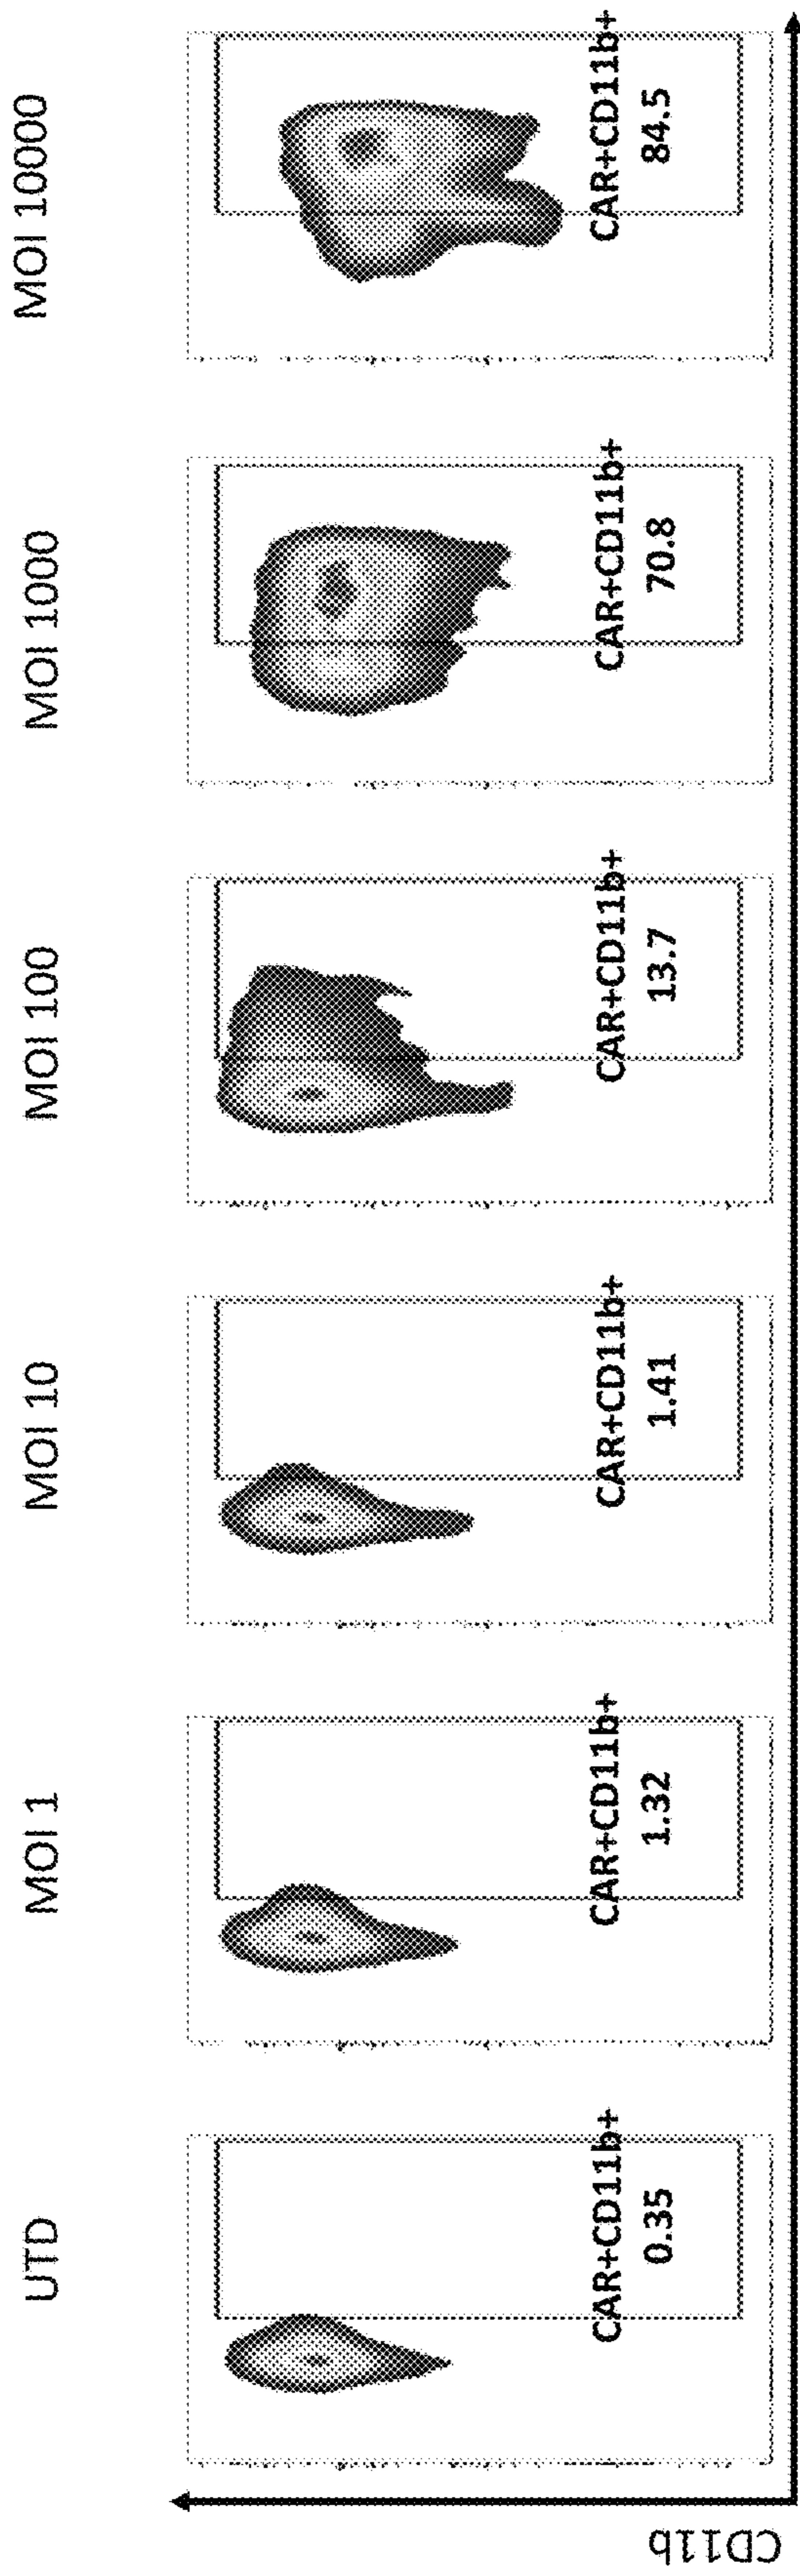 UTD
MOI 1
MOI 10
MOI 100
MOI 1000
MOI 10000
CAR+CD11b+
0.35
CAR+CD11b+
1.32
CAR+CD11b+
1.41
CAR+CD11b+
13.7
CAR+CD11b+
70.8
CAR+CD11b+
84.5
CD11b